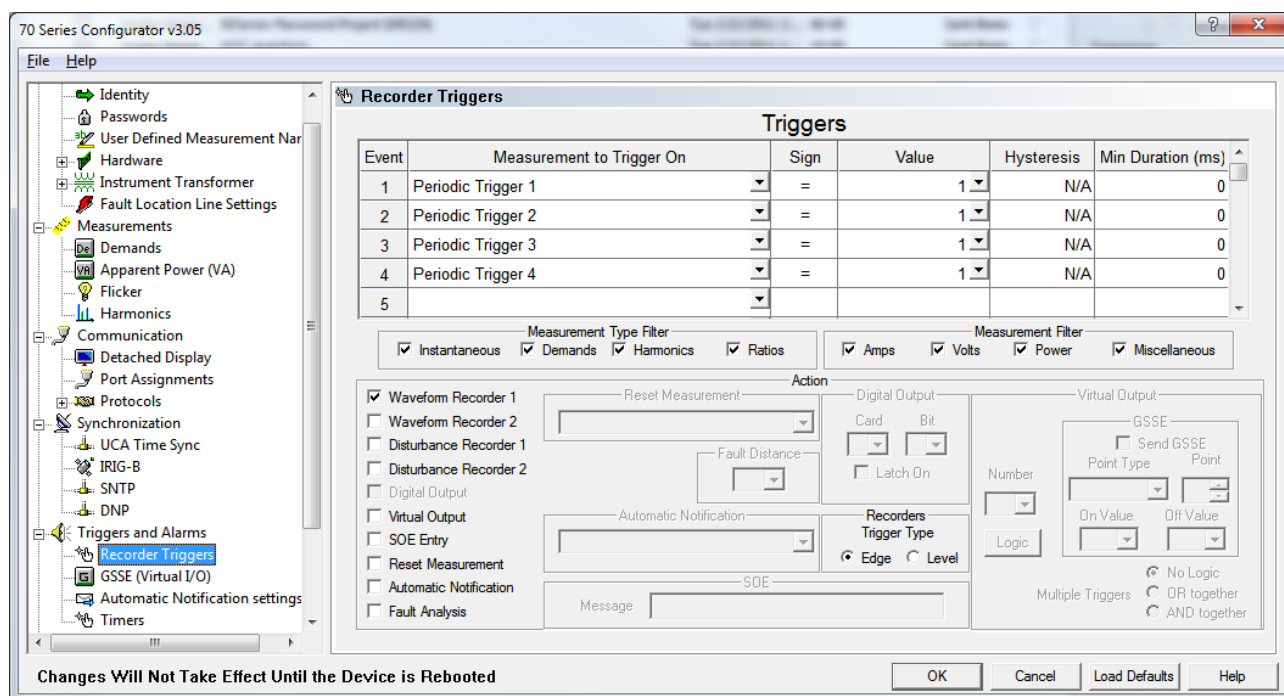 70 Series Configurator v3.05
File Help
Identity
Passwords
User Defined Measurement Nar
Hardware
Instrument Transformer
Fault Location Line Settings
Measurements
De Demands
VA Apparent Power (VA)
Flicker
Harmonics
Communication
Detached Display
Port Assignments
Protocols
Synchronization
UCA Time Sync
IRIG-B
SNTP
DNP
Triggers and Alarms
Recorder Triggers
G GSSE (Virtual I/O)
Automatic Notification settings
Timers
Recorder Triggers
Triggers
Event Measurement to Trigger On Sign Value Hysteresis Min Duration (ms)
1 Periodic Trigger 1 = 1 N/A 0
2 Periodic Trigger 2 = 1 N/A 0
3 Periodic Trigger 3 = 1 N/A 0
4 Periodic Trigger 4 = 1 N/A 0
5
Measurement Type Filter
Instantaneous Demands Harmonics Ratios
Measurement Filter
Amps Volts Power Miscellaneous
Action
Waveform Recorder 1
Waveform Recorder 2
Disturbance Recorder 1
Disturbance Recorder 2
Digital Output
Virtual Output
SOE Entry
Reset Measurement
Automatic Notification
Fault Analysis
Reset Measurement
Fault Distance
Automatic Notification
SOE
Message
Digital Output
Card Bit
Latch On
Recorders
Trigger Type
Edge Level
Virtual Output
Number
Logic
GSSE
Send GSSE
Point Type Point
On Value Off Value
Multiple Triggers
No Logic
OR together
AND together
Changes Will Not Take Effect Until the Device is Rebooted
OK Cancel Load Defaults Help